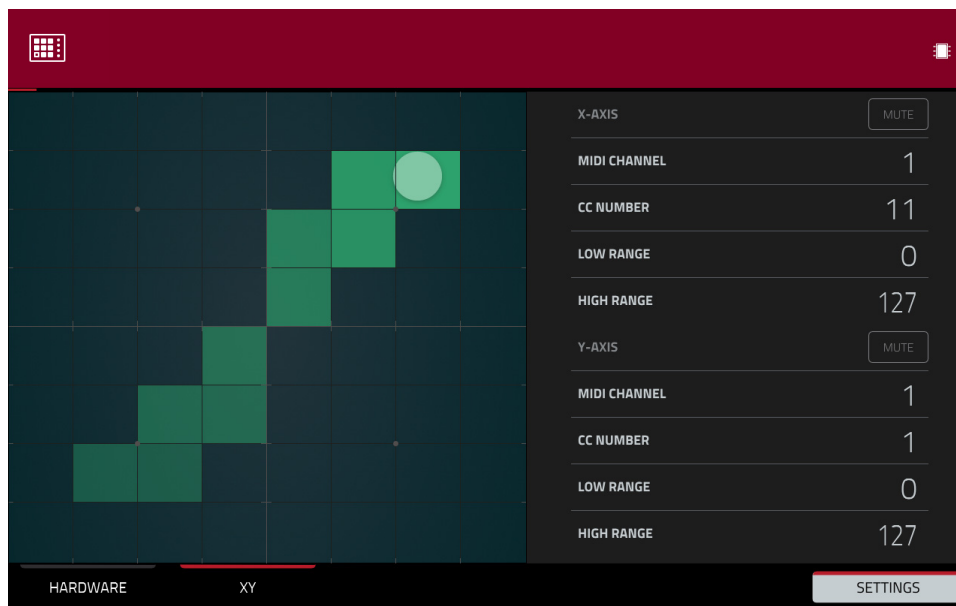 X-AXIS MUTE
MIDI CHANNEL 1
CC NUMBER 11
LOW RANGE 0
HIGH RANGE 127
Y-AXIS MUTE
MIDI CHANNEL 1
CC NUMBER 1
LOW RANGE 0
HIGH RANGE 127
HARDWARE XY SETTINGS